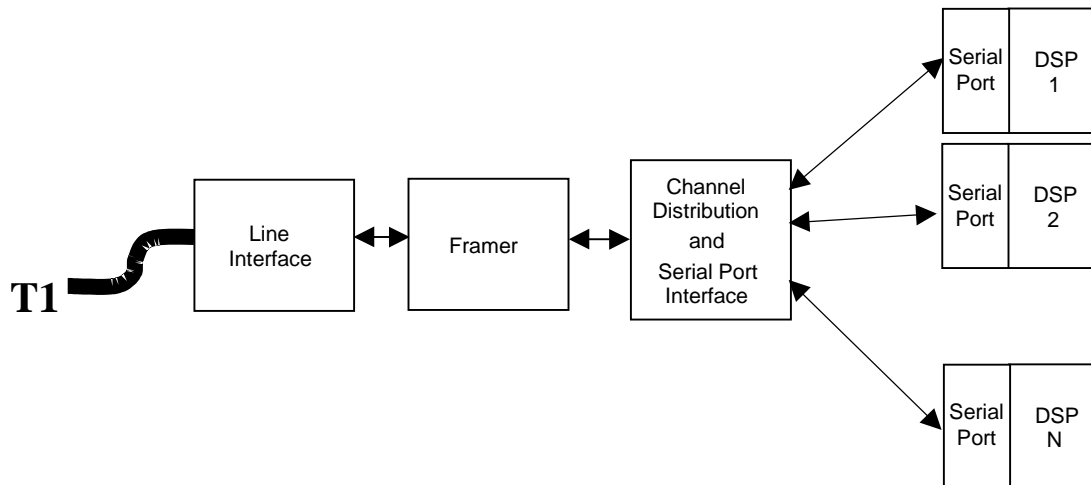 T1
Line
Interface
Framer
Channel
Distribution
and
Serial Port
Interface
Serial
Port
DSP
1
Serial
Port
DSP
2
Serial
Port
DSP
N